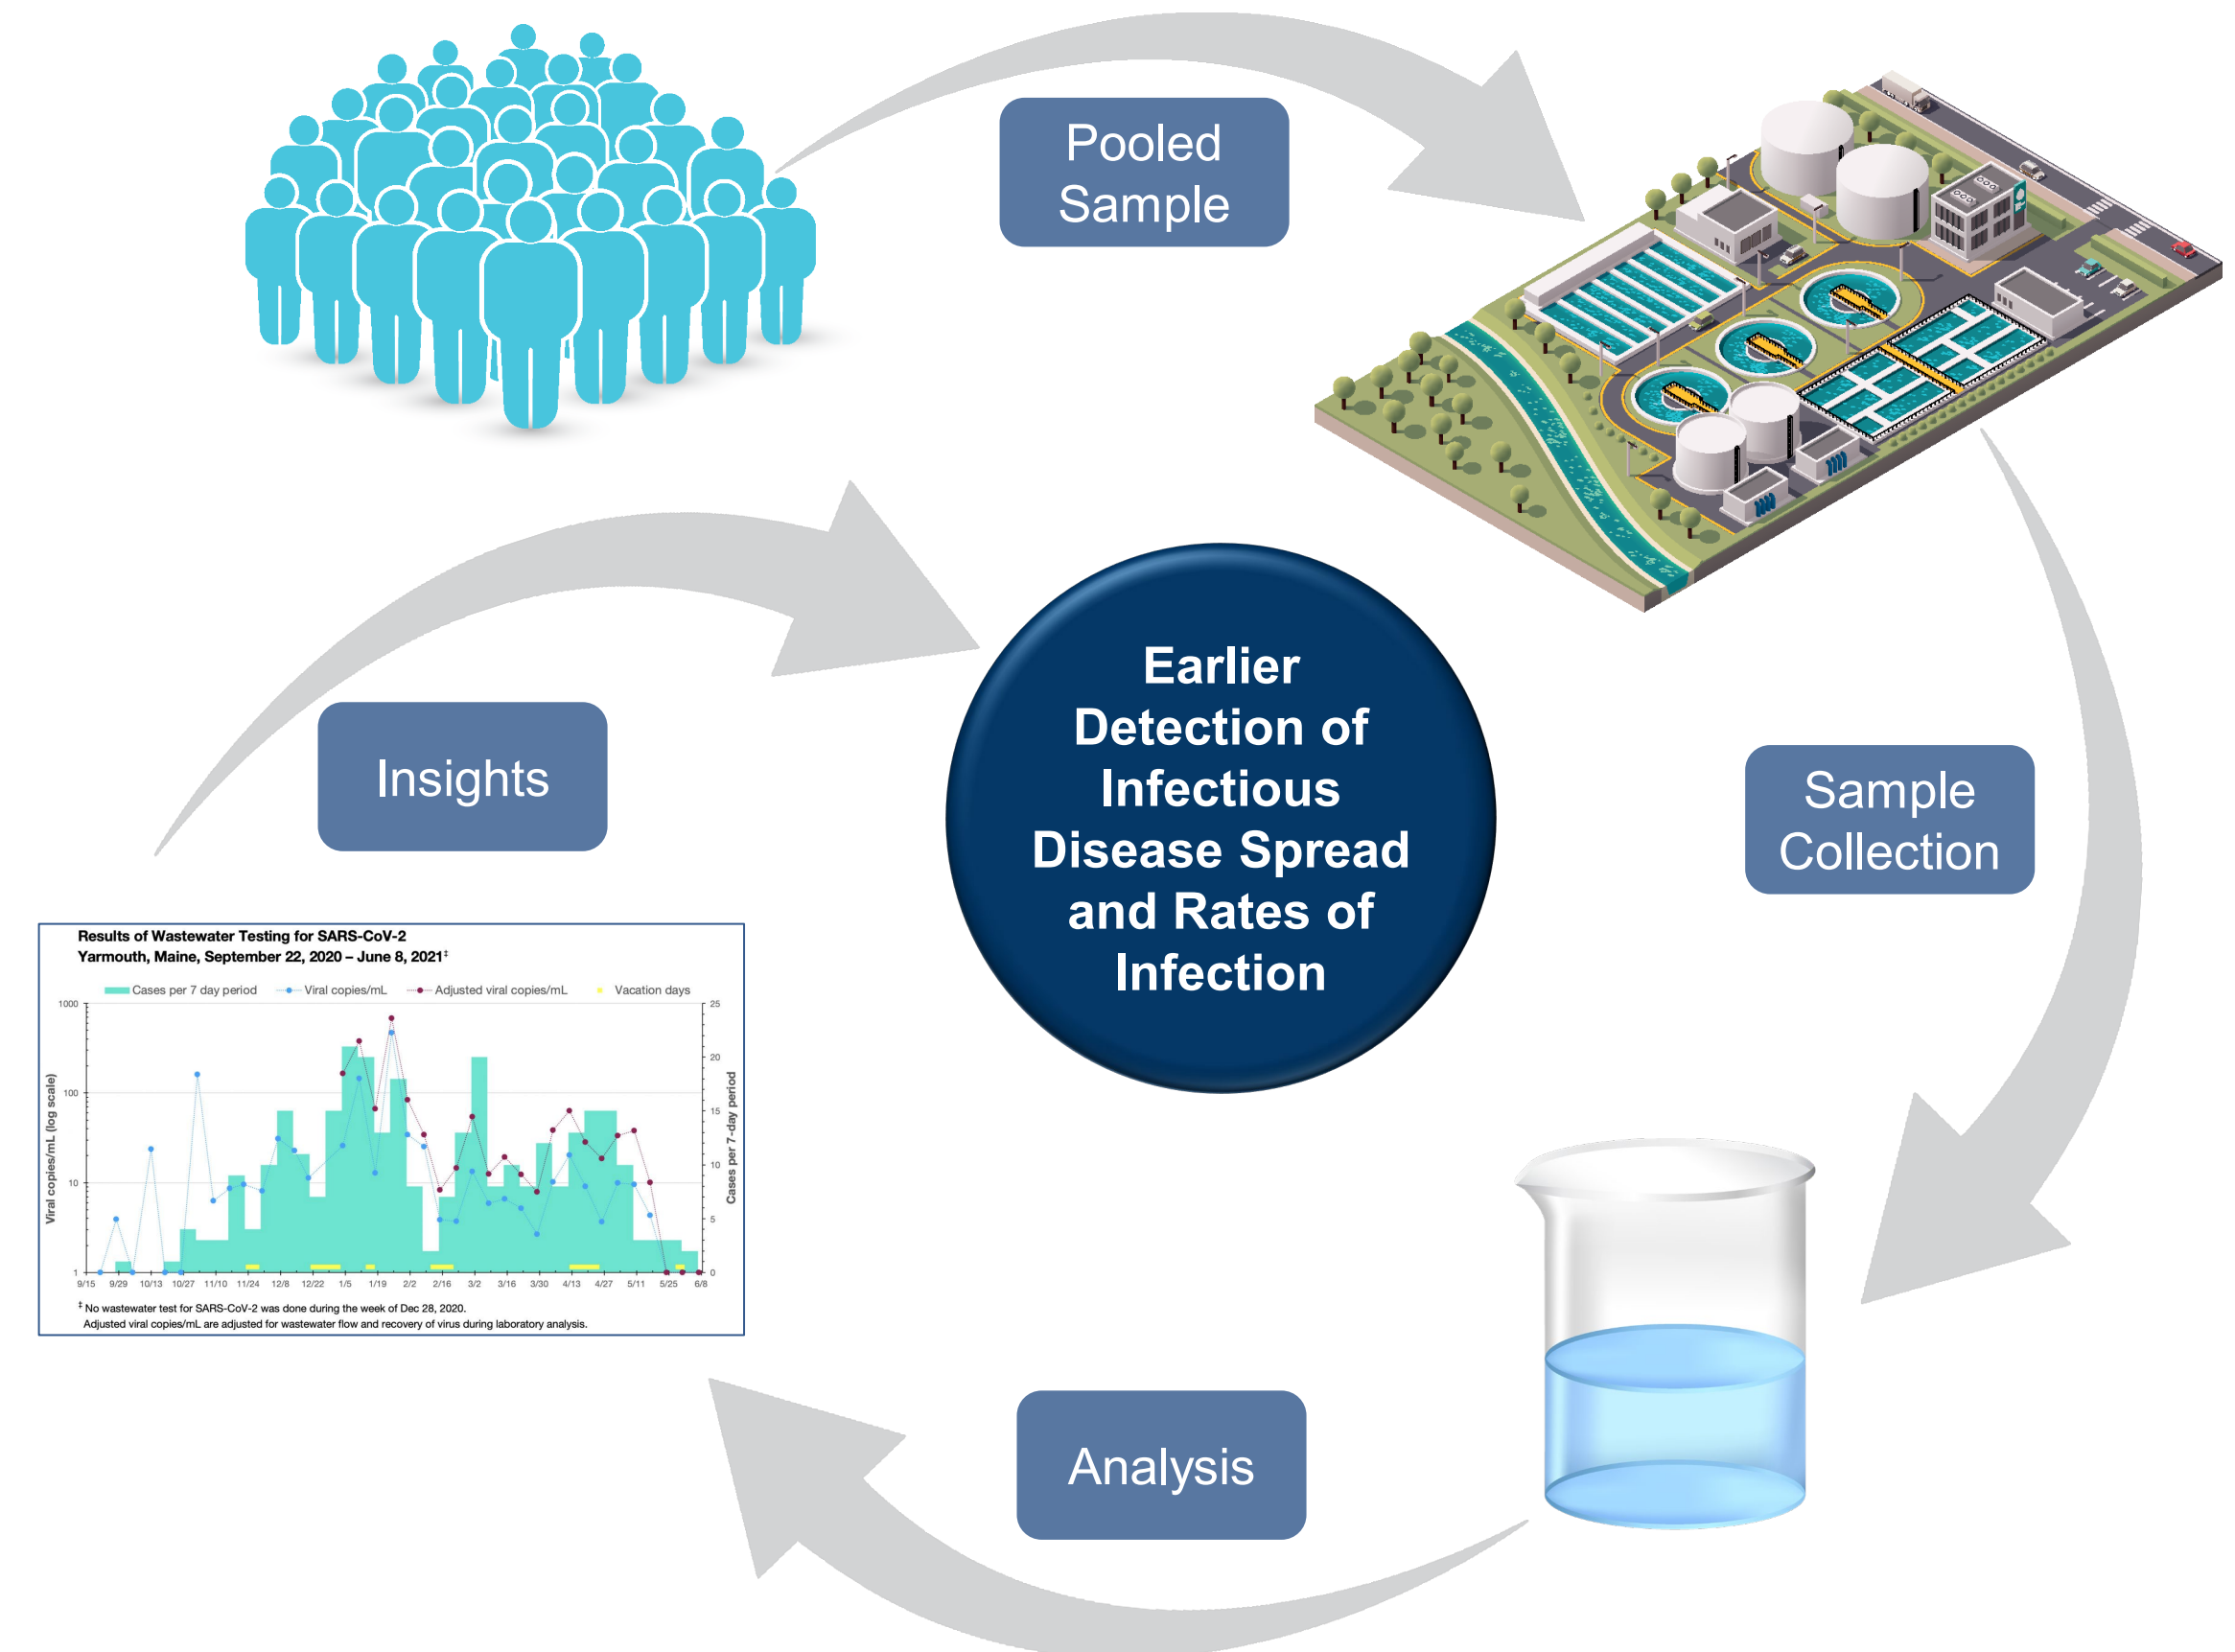 Pooled
Sample
Earlier
Detection of
Infectious
Disease Spread
and Rates of
Infection
Insights
Sample
Collection
Analysis
Results of Wastewater Testing for SARS-CoV-2
Yarmouth, Maine, September 22, 2020 – June 8, 2021‡
Cases per 7 day period Viral copies/mL Adjusted viral copies/mL Vacation days
Viral copies/mL (log scale)
1000
100
10
1
25
20
15
10
5
0
Cases per 7-day period
9/15 9/29 10/13 10/27 11/10 11/24 12/8 12/22 1/5 1/19 2/2 2/16 3/2 3/16 3/30 4/13 4/27 5/11 5/25 6/8
‡ No wastewater test for SARS-CoV-2 was done during the week of Dec 28, 2020.
Adjusted viral copies/mL are adjusted for wastewater flow and recovery of virus during laboratory analysis.